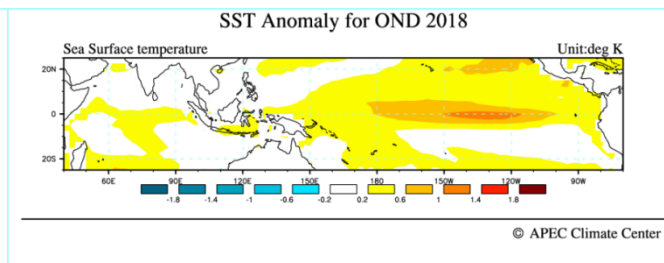 SST Anomaly for OND 2018
Sea Surface temperature Unit:deg K
20N
0
20S
60E 90E 120E 150E 180 150W 120W 90W
-1.8 -1.4 -1 -0.6 -0.2 0.2 0.6 1 1.4 1.8
© APEC Climate Center